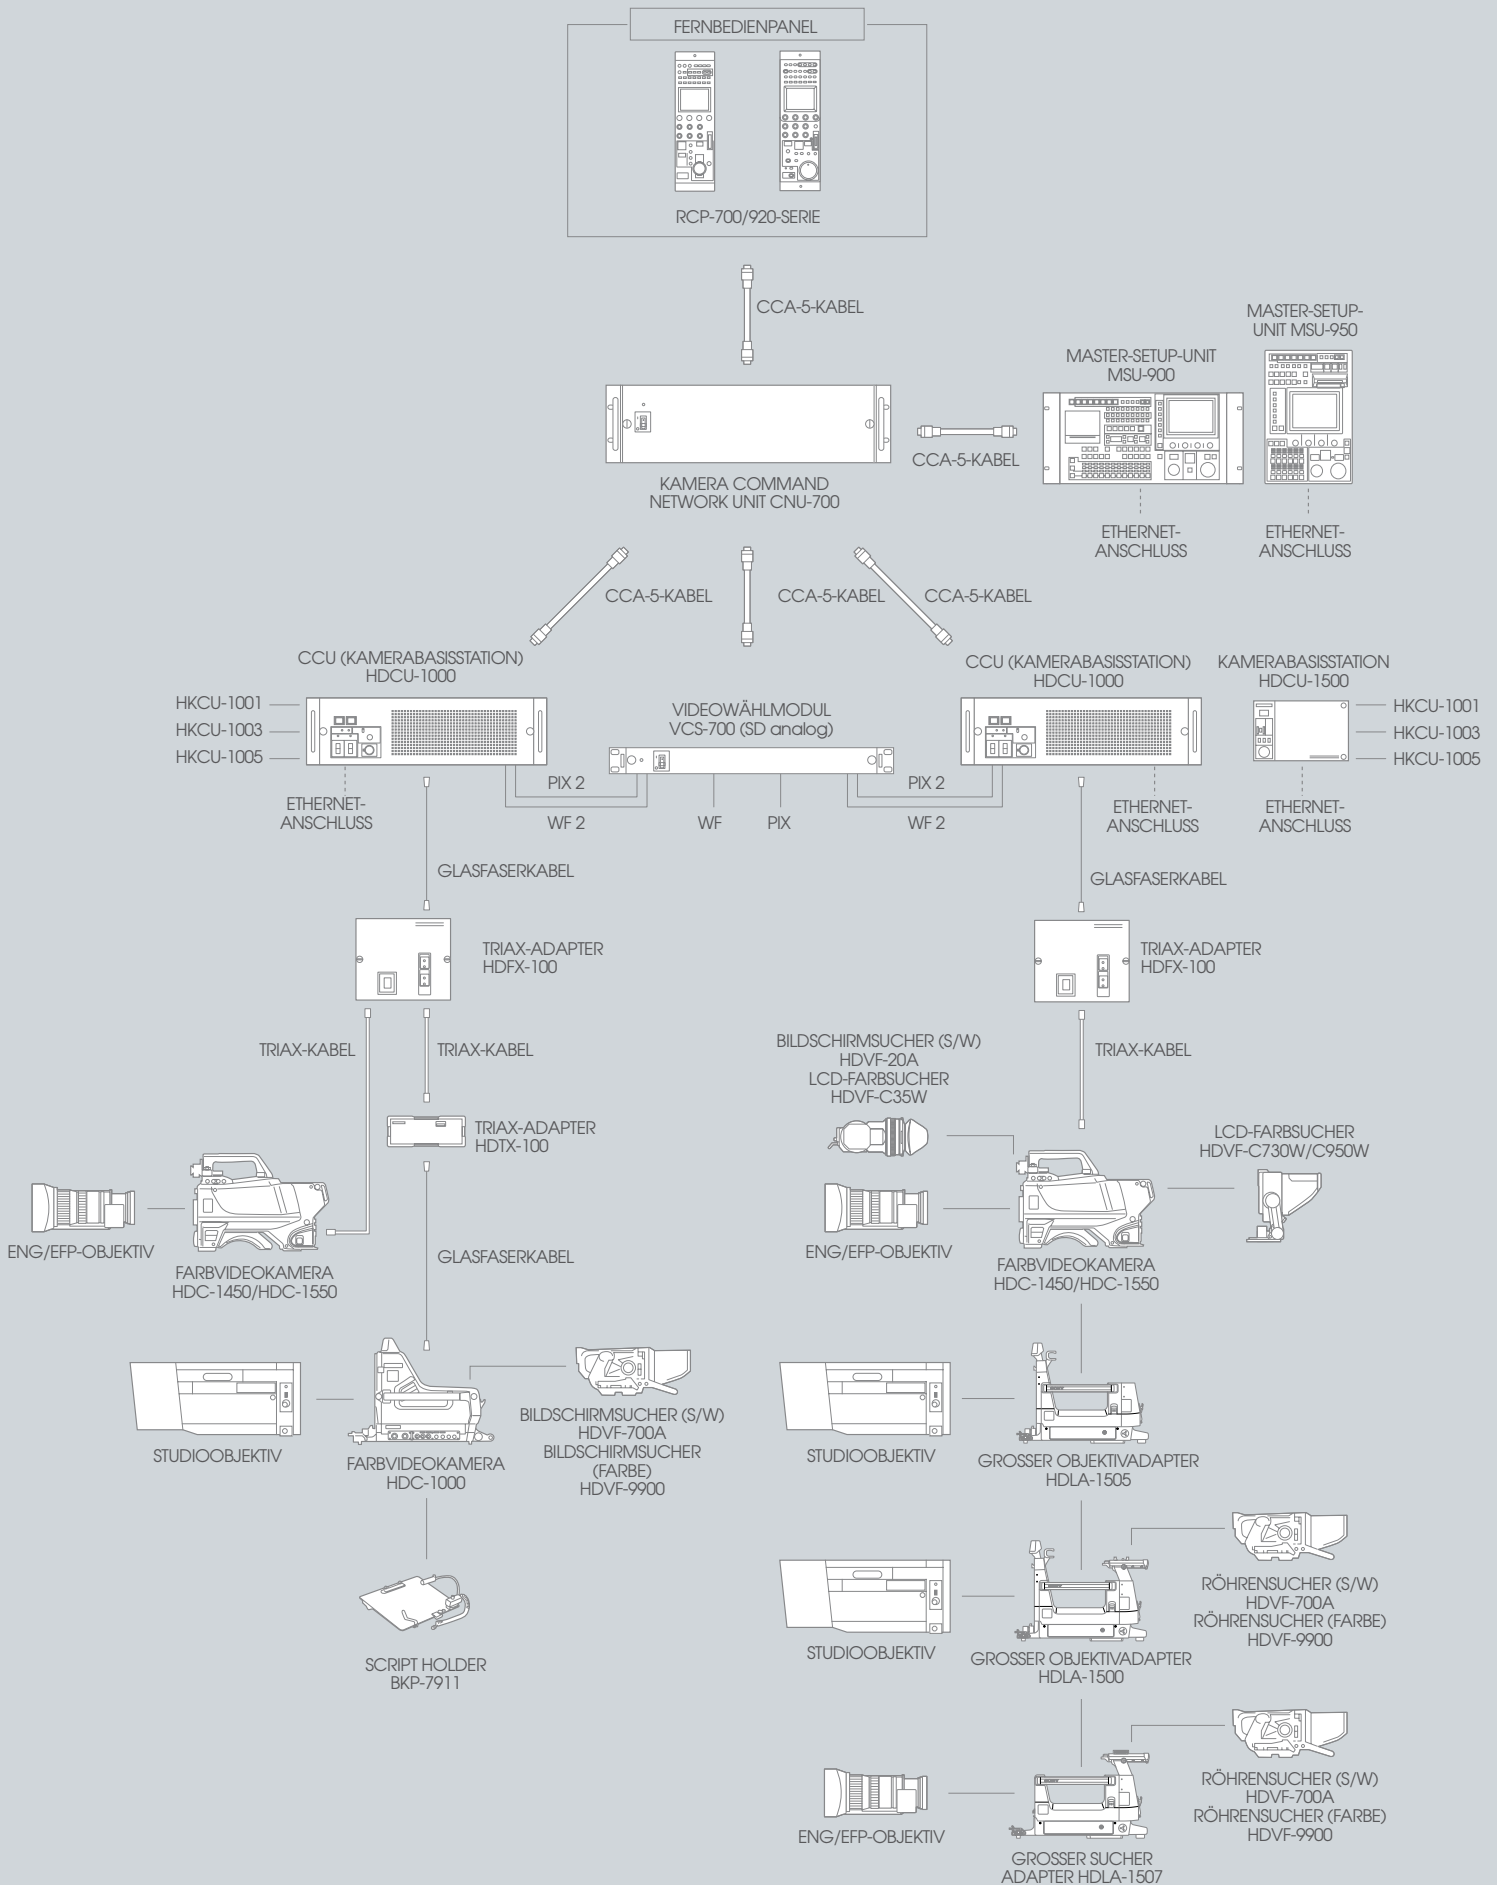 FERNBEDIENPANEL
RCP-700/920-SERIE
CCA-5-KABEL
MASTER-SETUP-
UNIT MSU-950
MASTER-SETUP-UNIT
MSU-900
CCA-5-KABEL
KAMERA COMMAND
NETWORK UNIT CNU-700
ETHERNET-
ANSCHLUSS
ETHERNET-
ANSCHLUSS
CCA-5-KABEL
CCA-5-KABEL
CCA-5-KABEL
CCU (KAMERABASISSTATION)
HDCU-1000
HKCU-1001
HKCU-1003
HKCU-1005
VIDEOWÄHLMODUL
VCS-700 (SD analog)
CCU (KAMERABASISSTATION)
HDCU-1000
KAMERABASISSTATION
HDCU-1500
HKCU-1001
HKCU-1003
HKCU-1005
ETHERNET-
ANSCHLUSS
PIX 2
WF 2
WF
PIX
PIX 2
WF 2
ETHERNET-
ANSCHLUSS
ETHERNET-
ANSCHLUSS
GLASFASERKABEL
GLASFASERKABEL
TRIAX-ADAPTER
HDFX-100
TRIAX-ADAPTER
HDFX-100
TRIAX-KABEL
TRIAX-KABEL
BILDSCHIRMSUCHER (S/W)
HDVF-20A
LCD-FARBSUCHER
HDVF-C35W
TRIAX-KABEL
TRIAX-ADAPTER
HDTX-100
LCD-FARBSUCHER
HDVF-C730W/C950W
ENG/EFP-OBJEKTIV
FARBVIDEOKAMERA
HDC-1450/HDC-1550
GLASFASERKABEL
ENG/EFP-OBJEKTIV
FARBVIDEOKAMERA
HDC-1450/HDC-1550
STUDIOOBJEKTIV
FARBVIDEOKAMERA
HDC-1000
BILDSCHIRMSUCHER (S/W)
HDVF-700A
BILDSCHIRMSUCHER
(FARBE)
HDVF-9900
STUDIOOBJEKTIV
GROSSER OBJEKTIVADAPTER
HDLA-1505
SCRIPT HOLDER
BKP-7911
STUDIOOBJEKTIV
GROSSER OBJEKTIVADAPTER
HDLA-1500
RÖHRENSUCHER (S/W)
HDVF-700A
RÖHRENSUCHER (FARBE)
HDVF-9900
ENG/EFP-OBJEKTIV
GROSSER SUCHER
ADAPTER HDLA-1507
RÖHRENSUCHER (S/W)
HDVF-700A
RÖHRENSUCHER (FARBE)
HDVF-9900